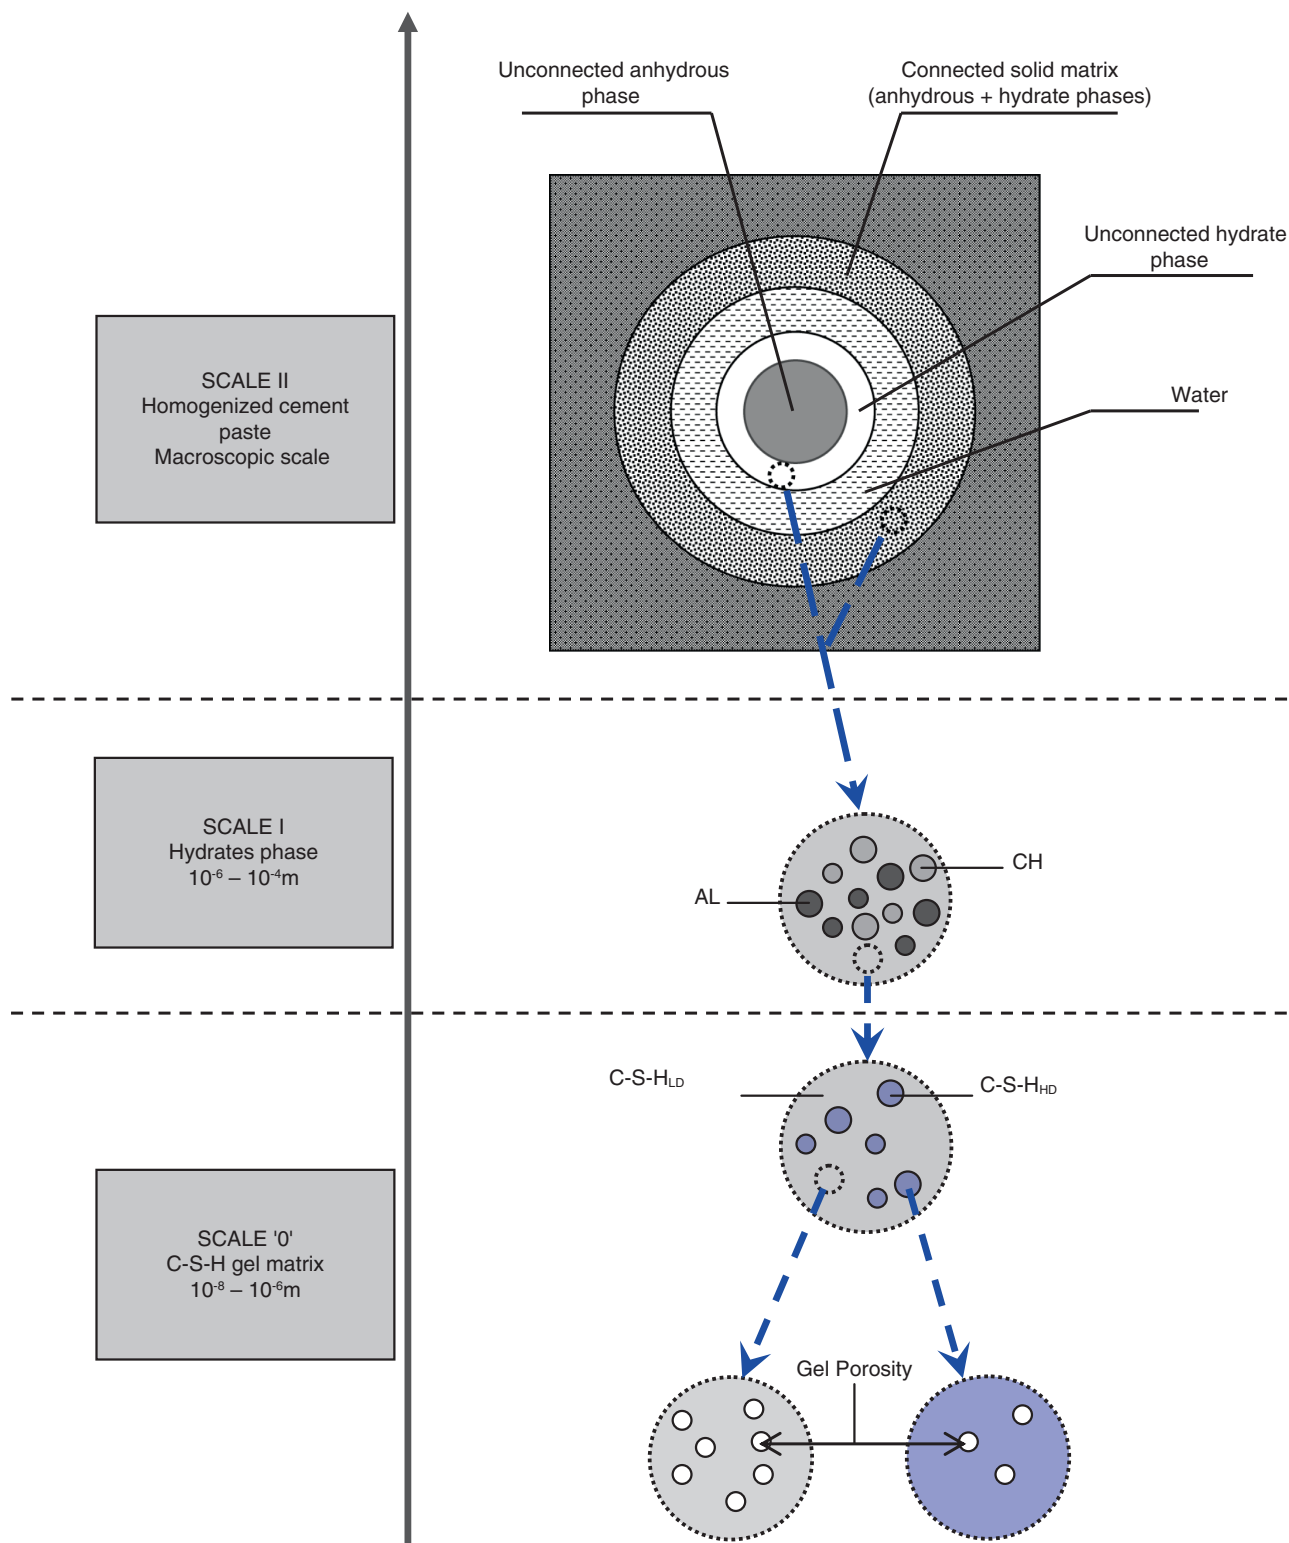 Unconnected anhydrous
phase
Connected solid matrix
(anhydrous + hydrate phases)
Unconnected hydrate
phase
Water
SCALE II
Homogenized cement
paste
Macroscopic scale
SCALE I
Hydrates phase
10⁻⁶ – 10⁻⁴m
CH
AL
C-S-H_LD
C-S-H_HD
SCALE '0'
C-S-H gel matrix
10⁻⁸ – 10⁻⁶m
Gel Porosity